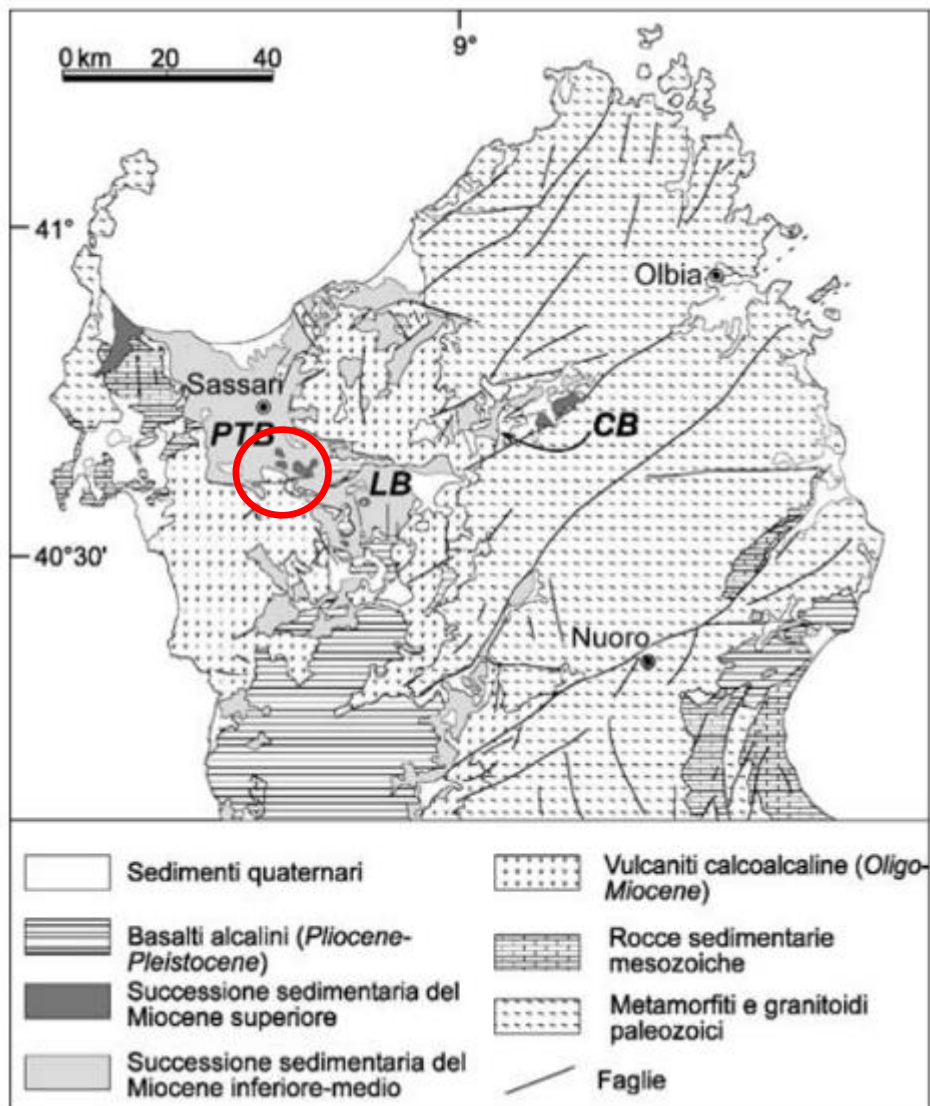 0 km 20 40
9°
41°
Olbia
Sassari
PTB
CB
LB
40°30'
Nuoro
Sedimenti quaternari
Basalti alcalini (Pliocene-
Pleistocene)
Successione sedimentaria del
Miocene superiore
Successione sedimentaria del
Miocene inferiore-medio
Vulcaniti calcoalcaline (Oligo-
Miocene)
Rocce sedimentarie
mesozoiche
Metamorfiti e granitoidi
paleozoici
Faglie